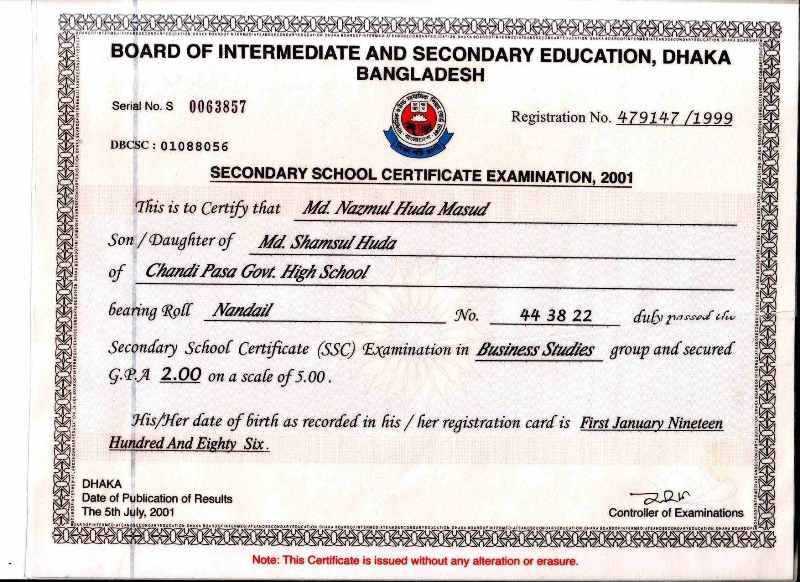 BOARD OF INTERMEDIATE AND SECONDARY EDUCATION, DHAKA
BANGLADESH
Serial No. S 0063857
Registration No. 479147 /1999
DBCSC : 01088056
SECONDARY SCHOOL CERTIFICATE EXAMINATION, 2001
This is to Certify that Md. Nazmul Huda Masud
Son / Daughter of Md. Shamsul Huda
of Chandi Pasa Govt. High School
bearing Roll Nandail No. 44 38 22 duly passed the
Secondary School Certificate (SSC) Examination in Business Studies group and secured
G.P.A 2.00 on a scale of 5.00.
His/Her date of birth as recorded in his / her registration card is First January Nineteen
Hundred And Eighty Six.
DHAKA
Date of Publication of Results
The 5th July, 2001
Controller of Examinations
Note: This Certificate is issued without any alteration or erasure.